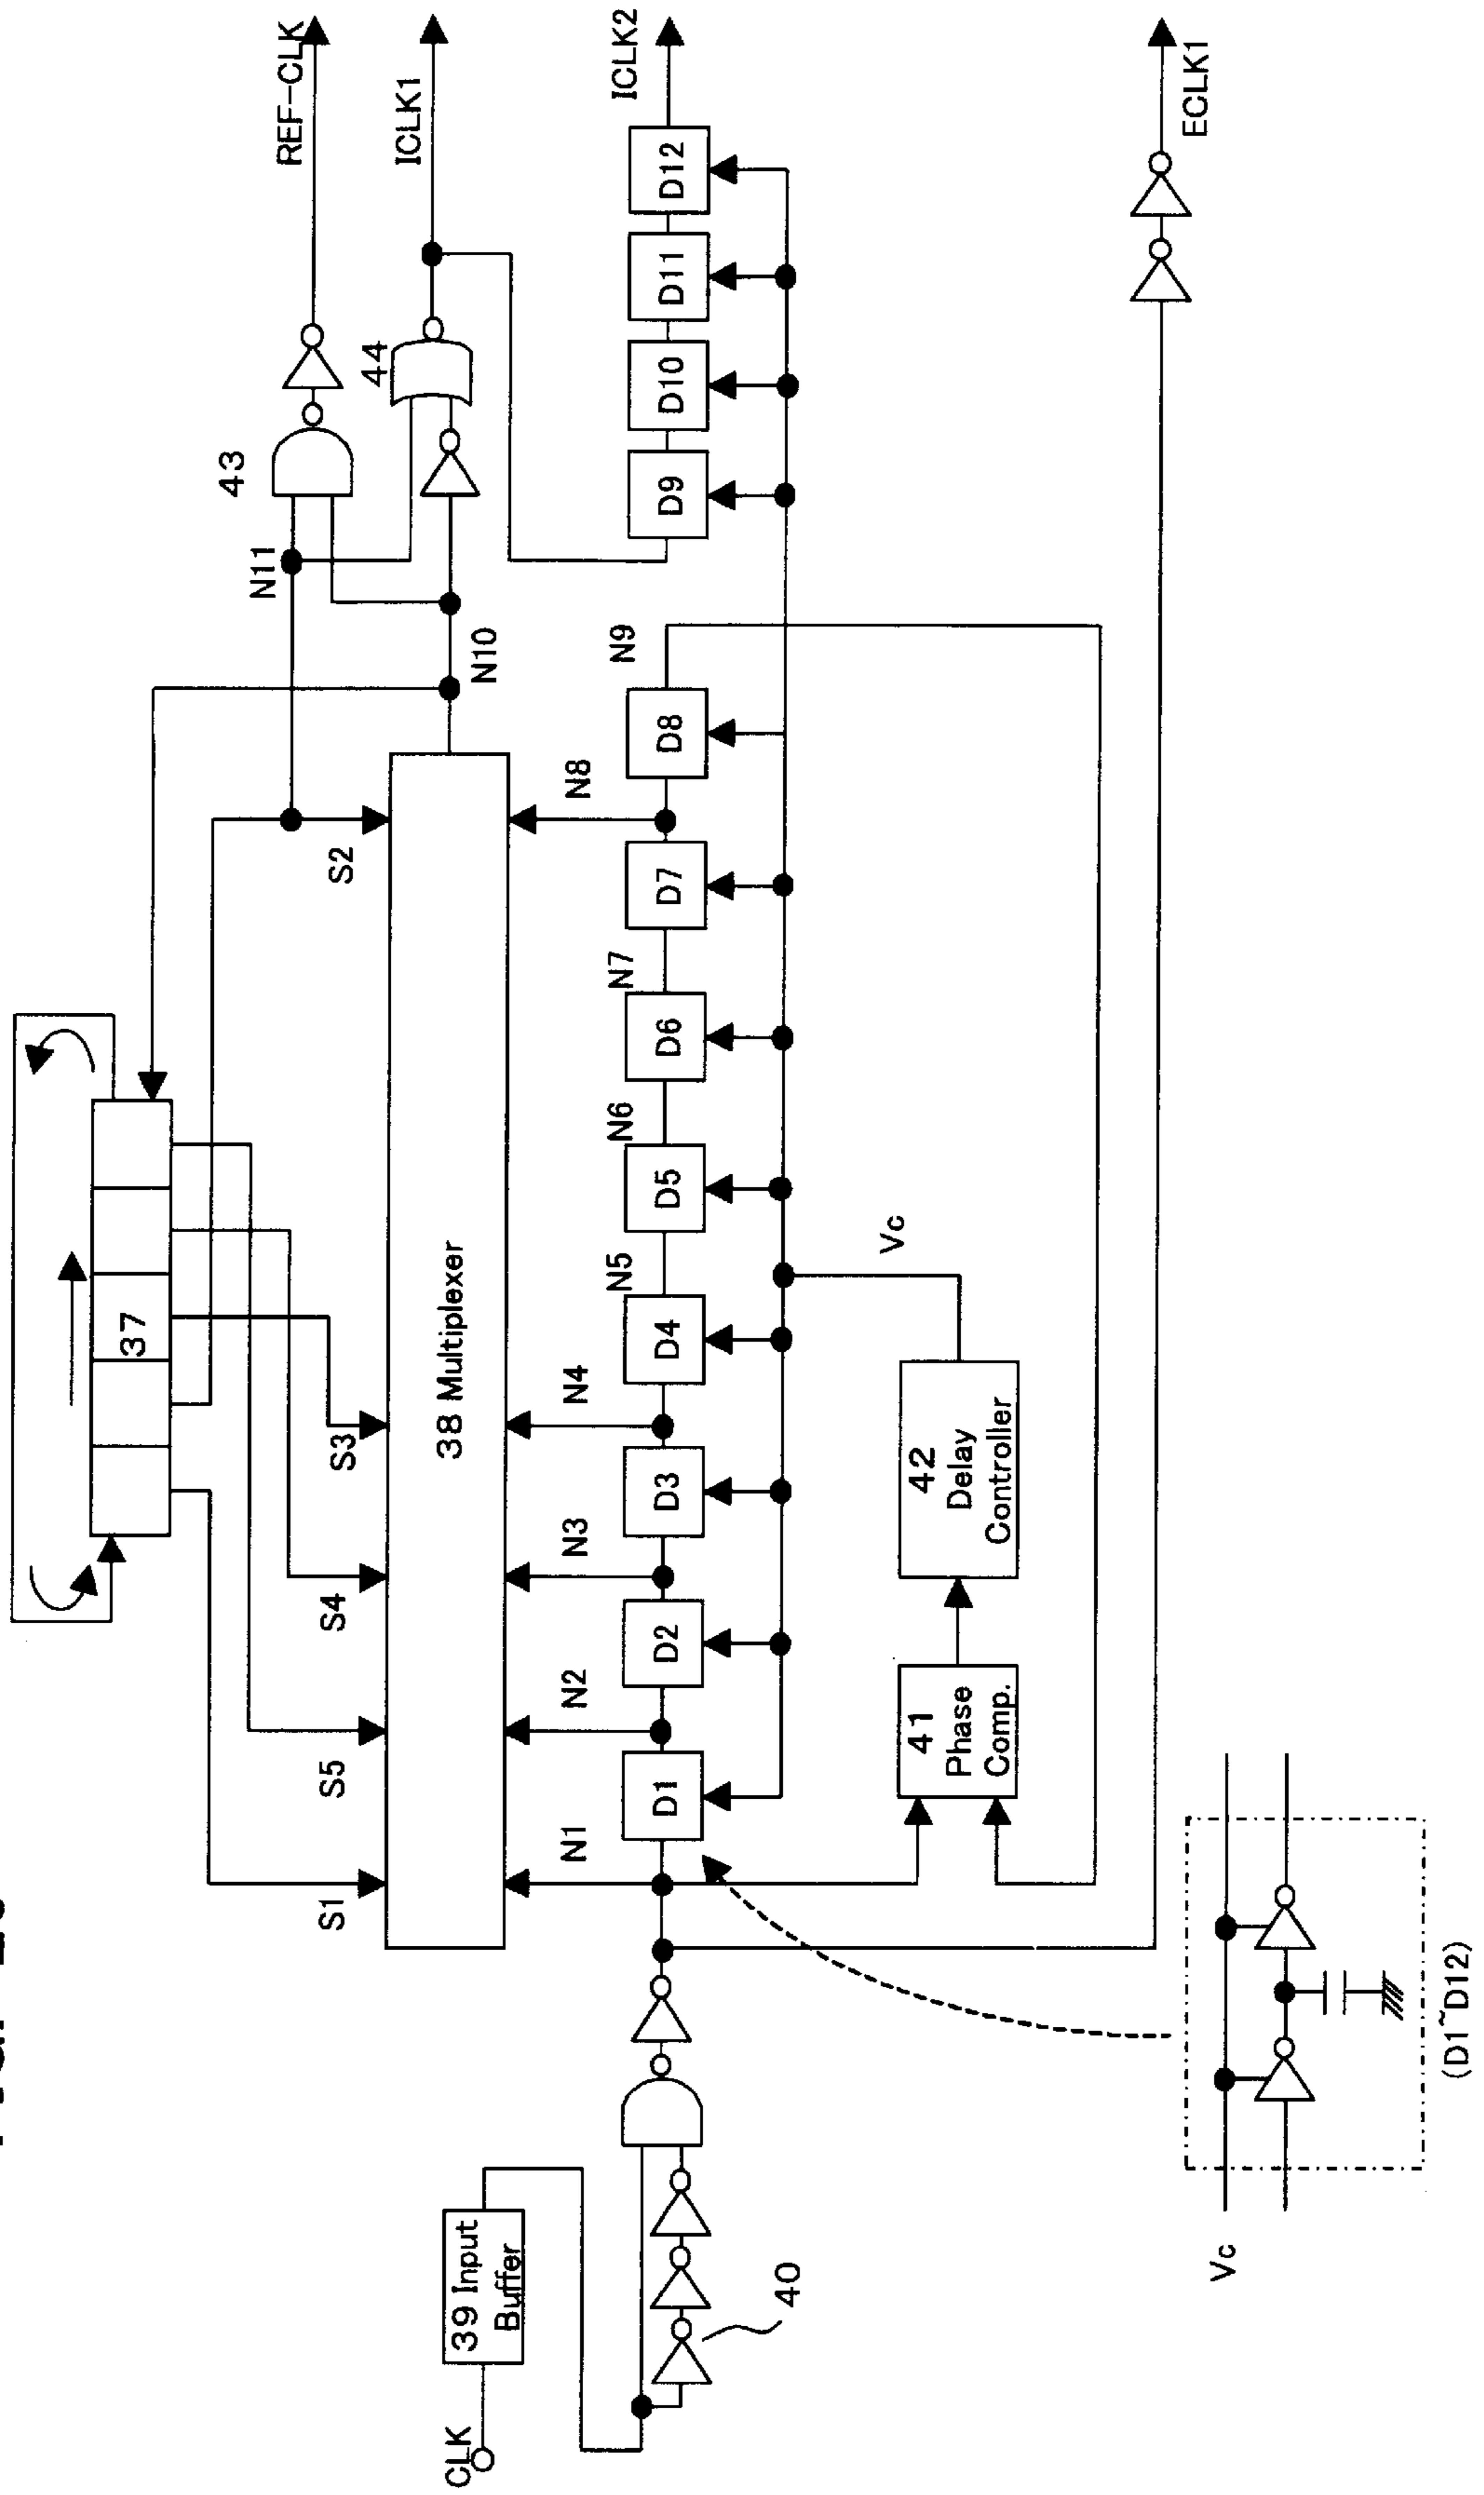 REF-CLK
ICLK1
ICLK2
ECLK1
43
44
N11
N10
37
S1
S5
S4
S3
S2
38 Multiplexer
N1
N2
N3
N4
N5
N6
N7
N8
N9
D1
D2
D3
D4
D5
D6
D7
D8
D9
D10
D11
D12
Vc
41
Phase
Comp.
42
Delay
Controller
CLK
39 Input
Buffer
40
Vc
(D1~D12)